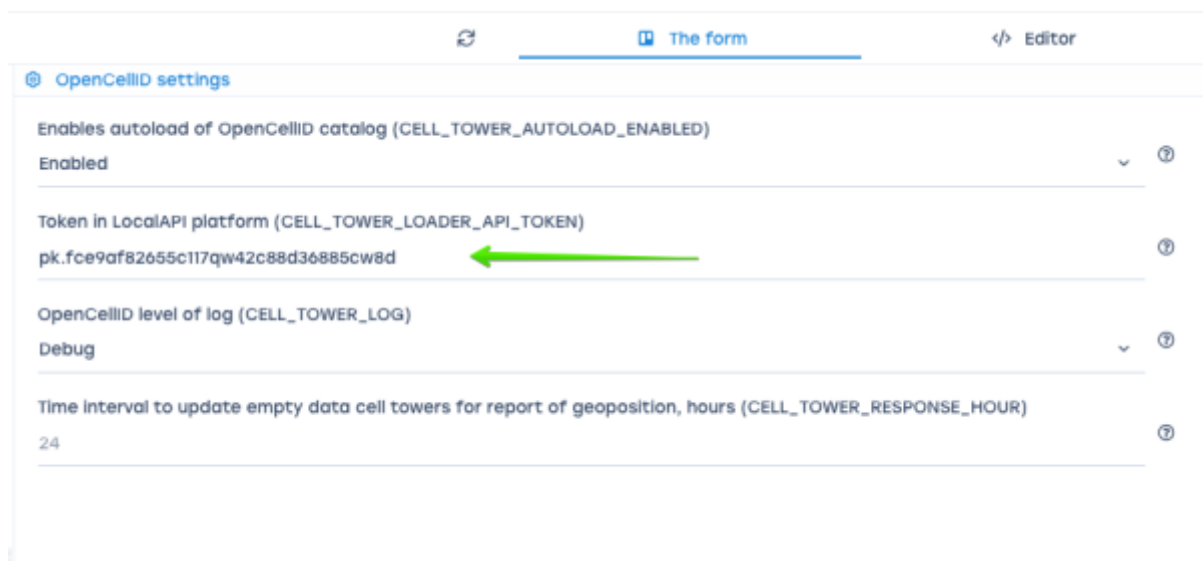 The form
</> Editor
OpenCellID settings
Enables autoload of OpenCellID catalog (CELL_TOWER_AUTOLOAD_ENABLED)
Enabled
Token in LocalAPI platform (CELL_TOWER_LOADER_API_TOKEN)
pk.fce9af82655c117qw42c88d36885cw8d
OpenCellID level of log (CELL_TOWER_LOG)
Debug
Time interval to update empty data cell towers for report of geoposition, hours (CELL_TOWER_RESPONSE_HOUR)
24